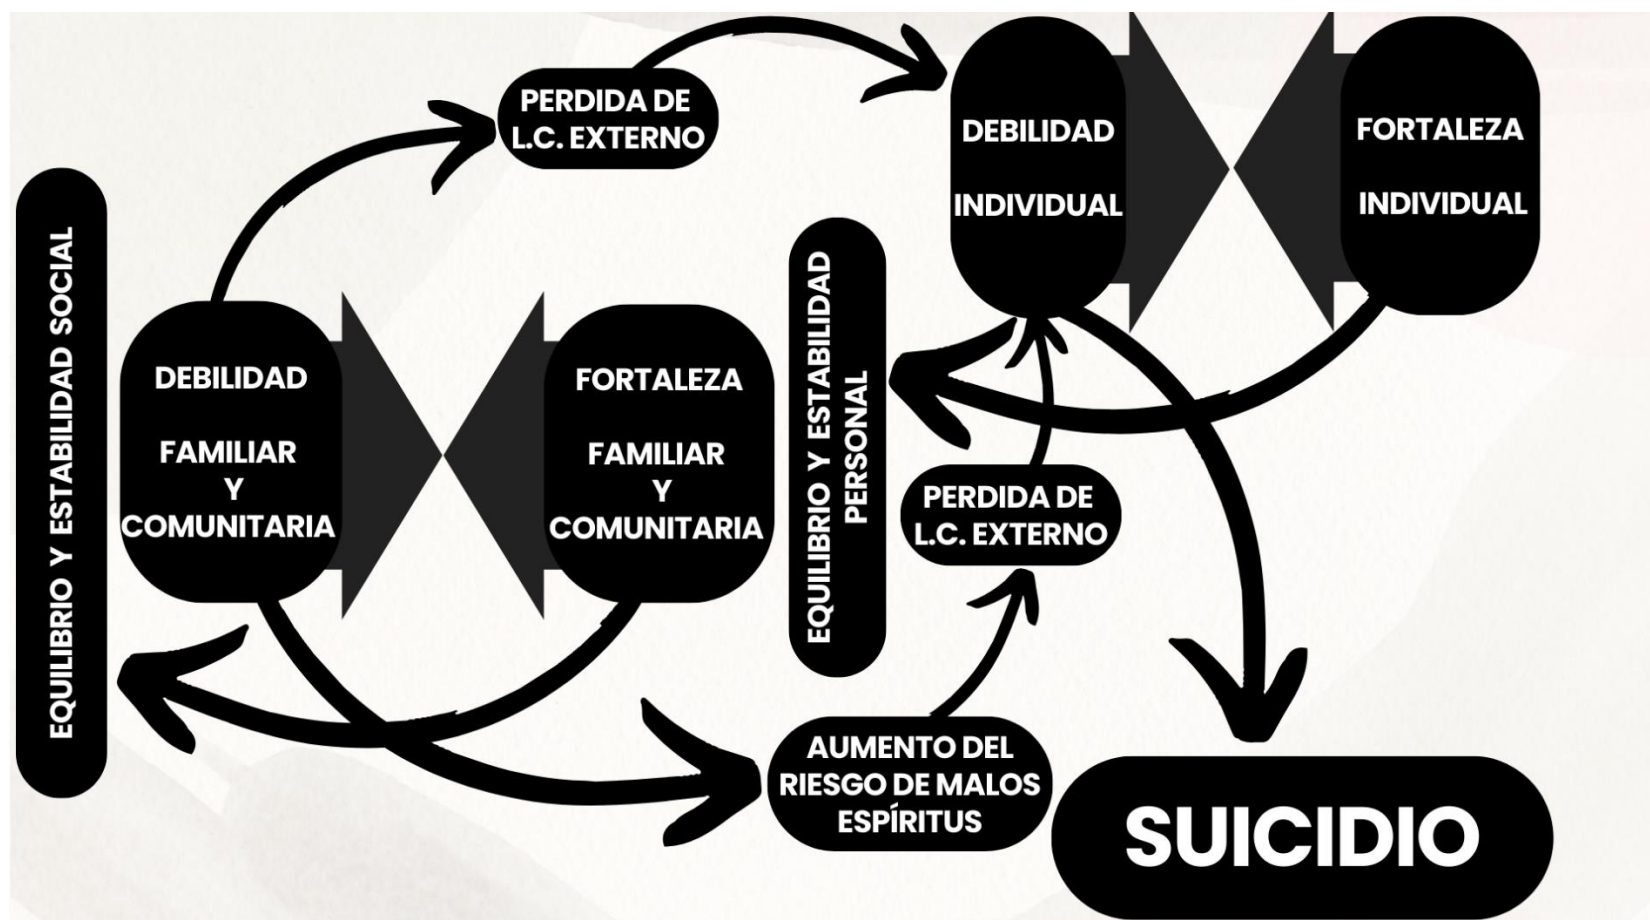 PERDIDA DE
L.C. EXTERNO
DEBILIDAD
INDIVIDUAL
FORTALEZA
INDIVIDUAL
EQUILIBRIO Y ESTABILIDAD SOCIAL
DEBILIDAD
FAMILIAR
Y
COMUNITARIA
FORTALEZA
FAMILIAR
Y
COMUNITARIA
EQUILIBRIO Y ESTABILIDAD
PERSONAL
PERDIDA DE
L.C. EXTERNO
AUMENTO DEL
RIESGO DE MALOS
ESPÍRITUS
SUICIDIO